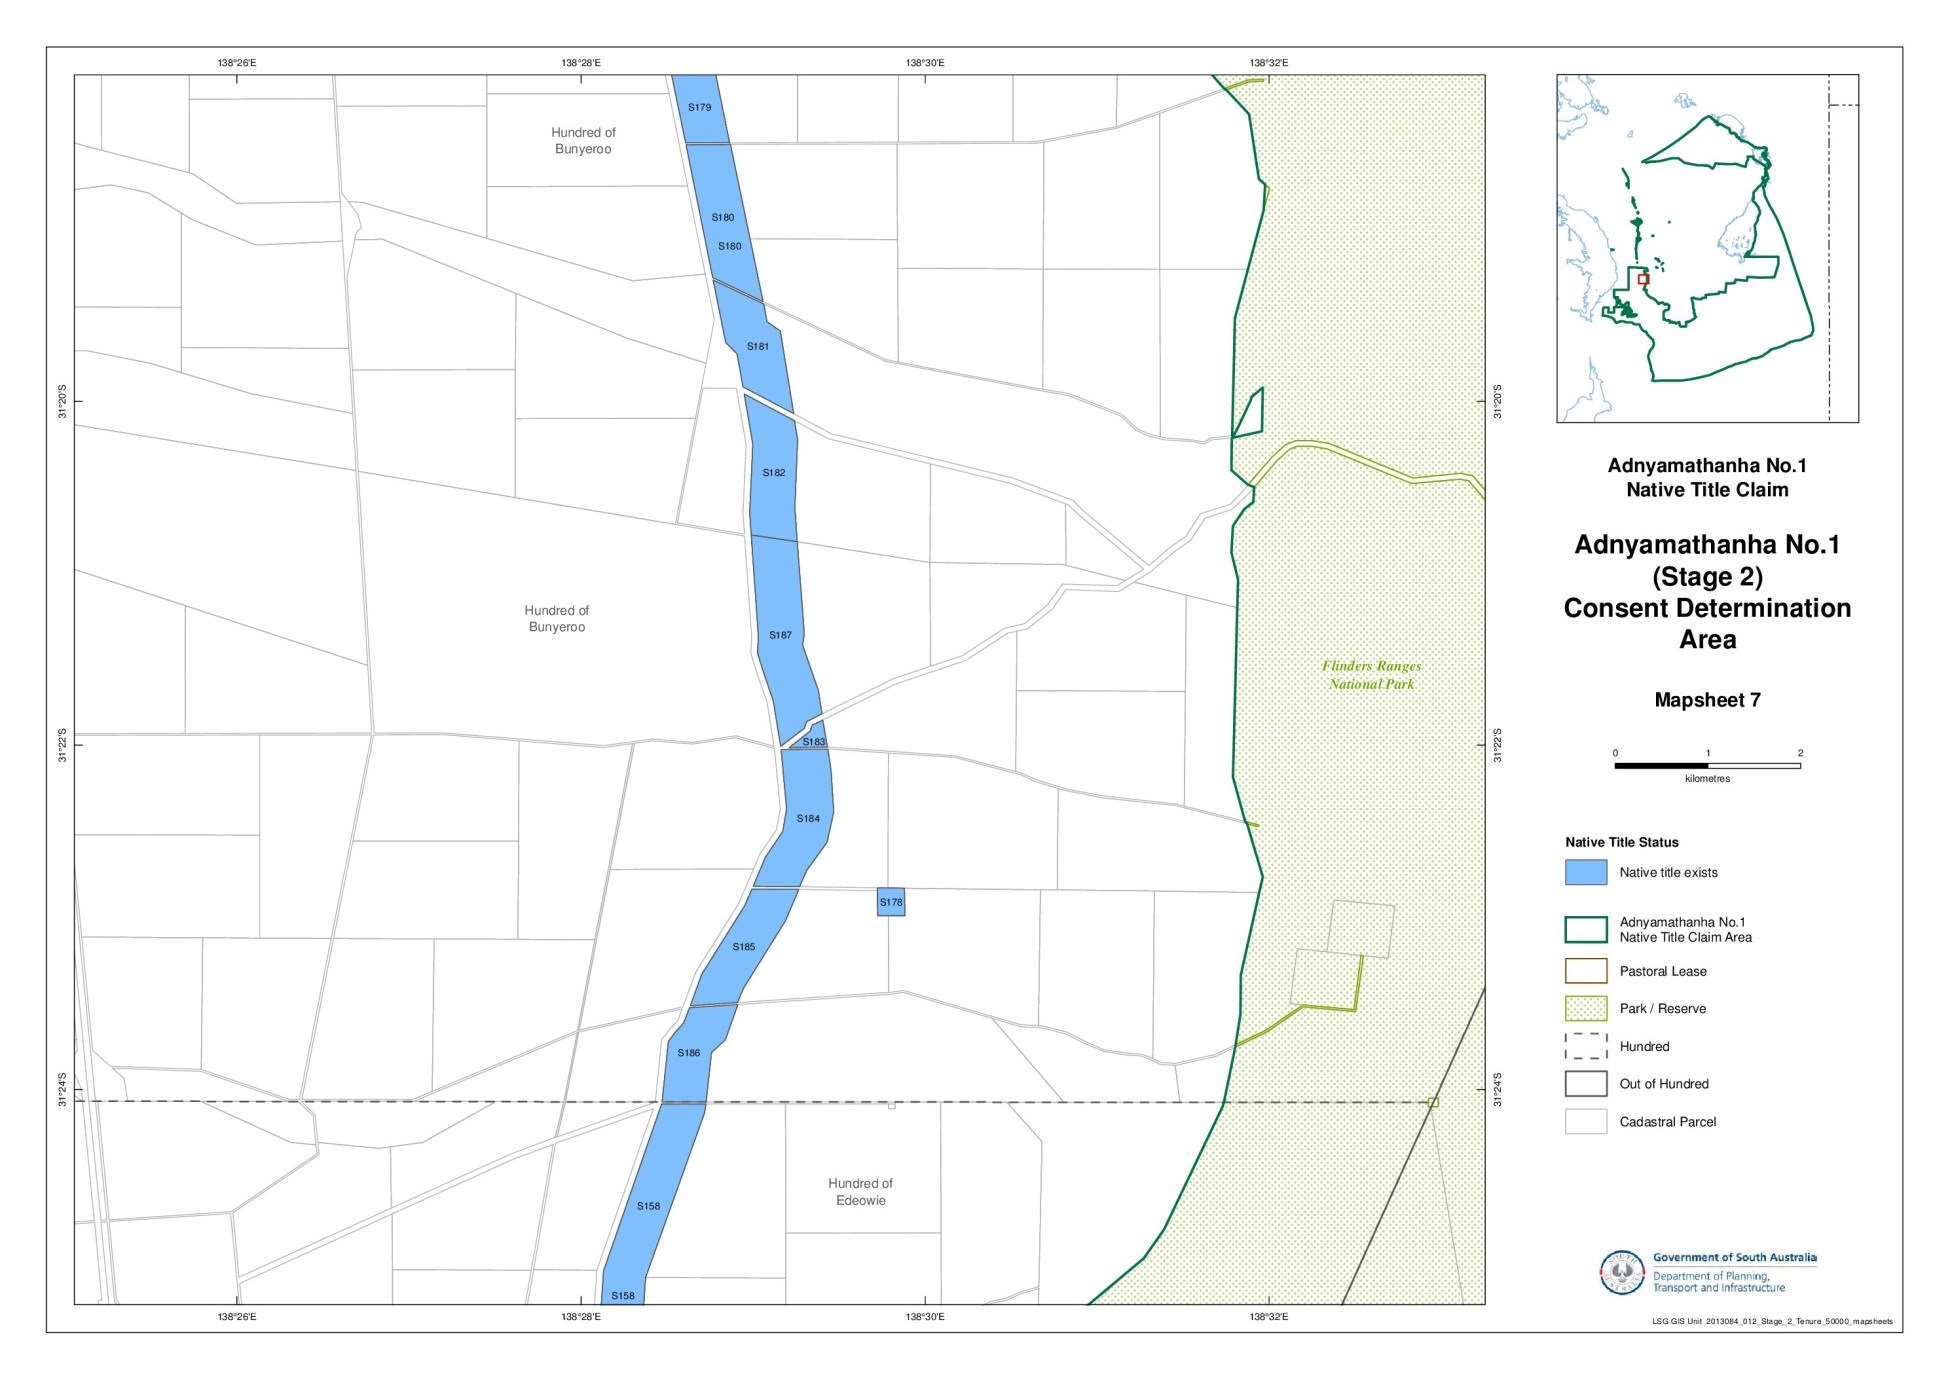 138°26'E
138°28'E
138°30'E
138°32'E
S179
Hundred of
Bunyeroo
S180
S180
S181
31°20'S
31°20'S
S182
Hundred of
Bunyeroo
S187
Flinders Ranges
National Park
31°22'S
31°22'S
S183
S184
S178
S185
S186
31°24'S
31°24'S
Hundred of
Edeowie
S158
S158
138°26'E
138°28'E
138°30'E
138°32'E
Adnyamathanha No.1
Native Title Claim
Adnyamathanha No.1
(Stage 2)
Consent Determination
Area
Mapsheet 7
0 1 2
kilometres
Native Title Status
Native title exists
Adnyamathanha No.1
Native Title Claim Area
Pastoral Lease
Park / Reserve
Hundred
Out of Hundred
Cadastral Parcel
Government of South Australia
Department of Planning,
Transport and Infrastructure
LSG GIS Unit 2013084_012_Stage_2_Tenure_50000_mapsheets